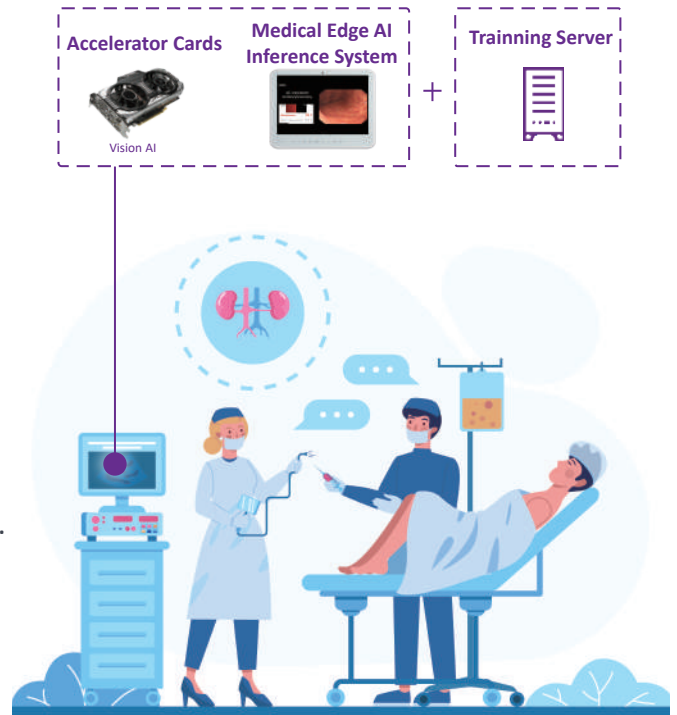 Accelerator Cards
Vision AI
Medical Edge AI
Inference System
+
Trainning Server
.